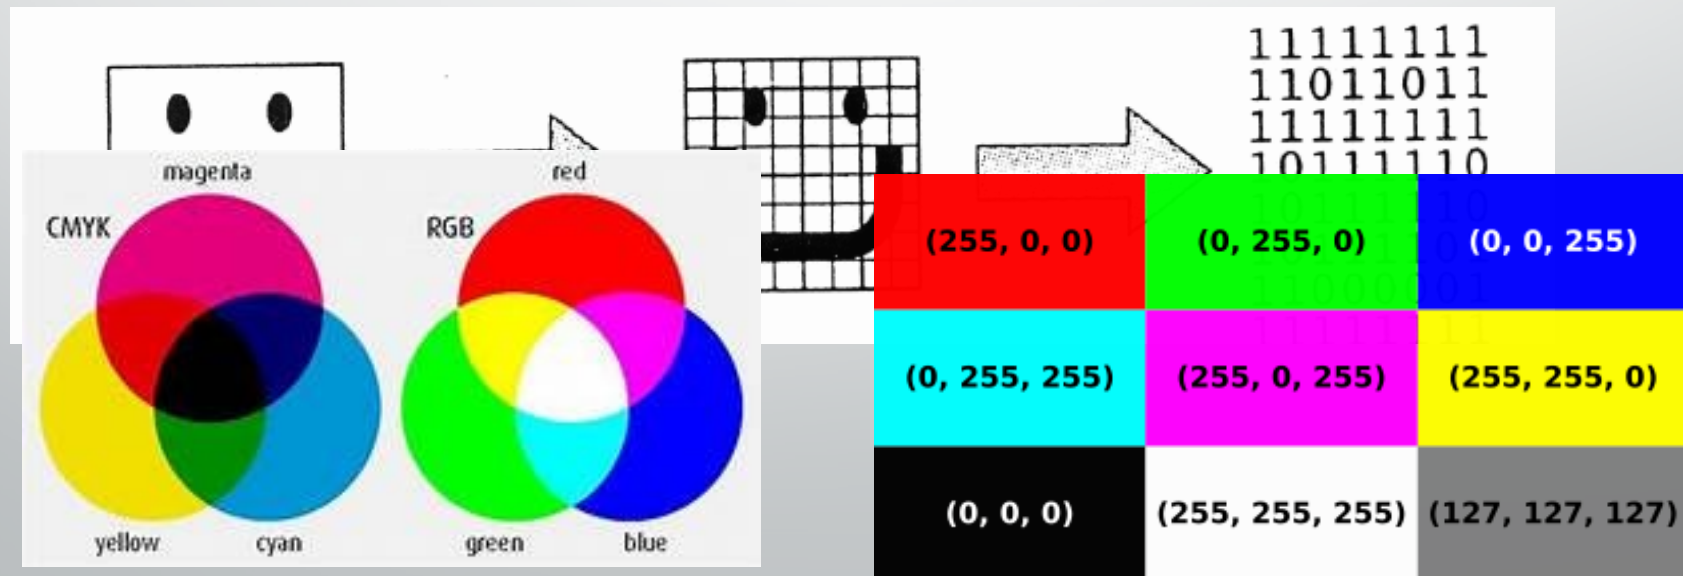 11111111
11011011
11111111
10111110
magenta
CMYK
yellow
cyan
red
RGB
green
blue
(255, 0, 0)
(0, 255, 0)
(0, 0, 255)
(0, 255, 255)
(255, 0, 255)
(255, 255, 0)
(0, 0, 0)
(255, 255, 255)
(127, 127, 127)